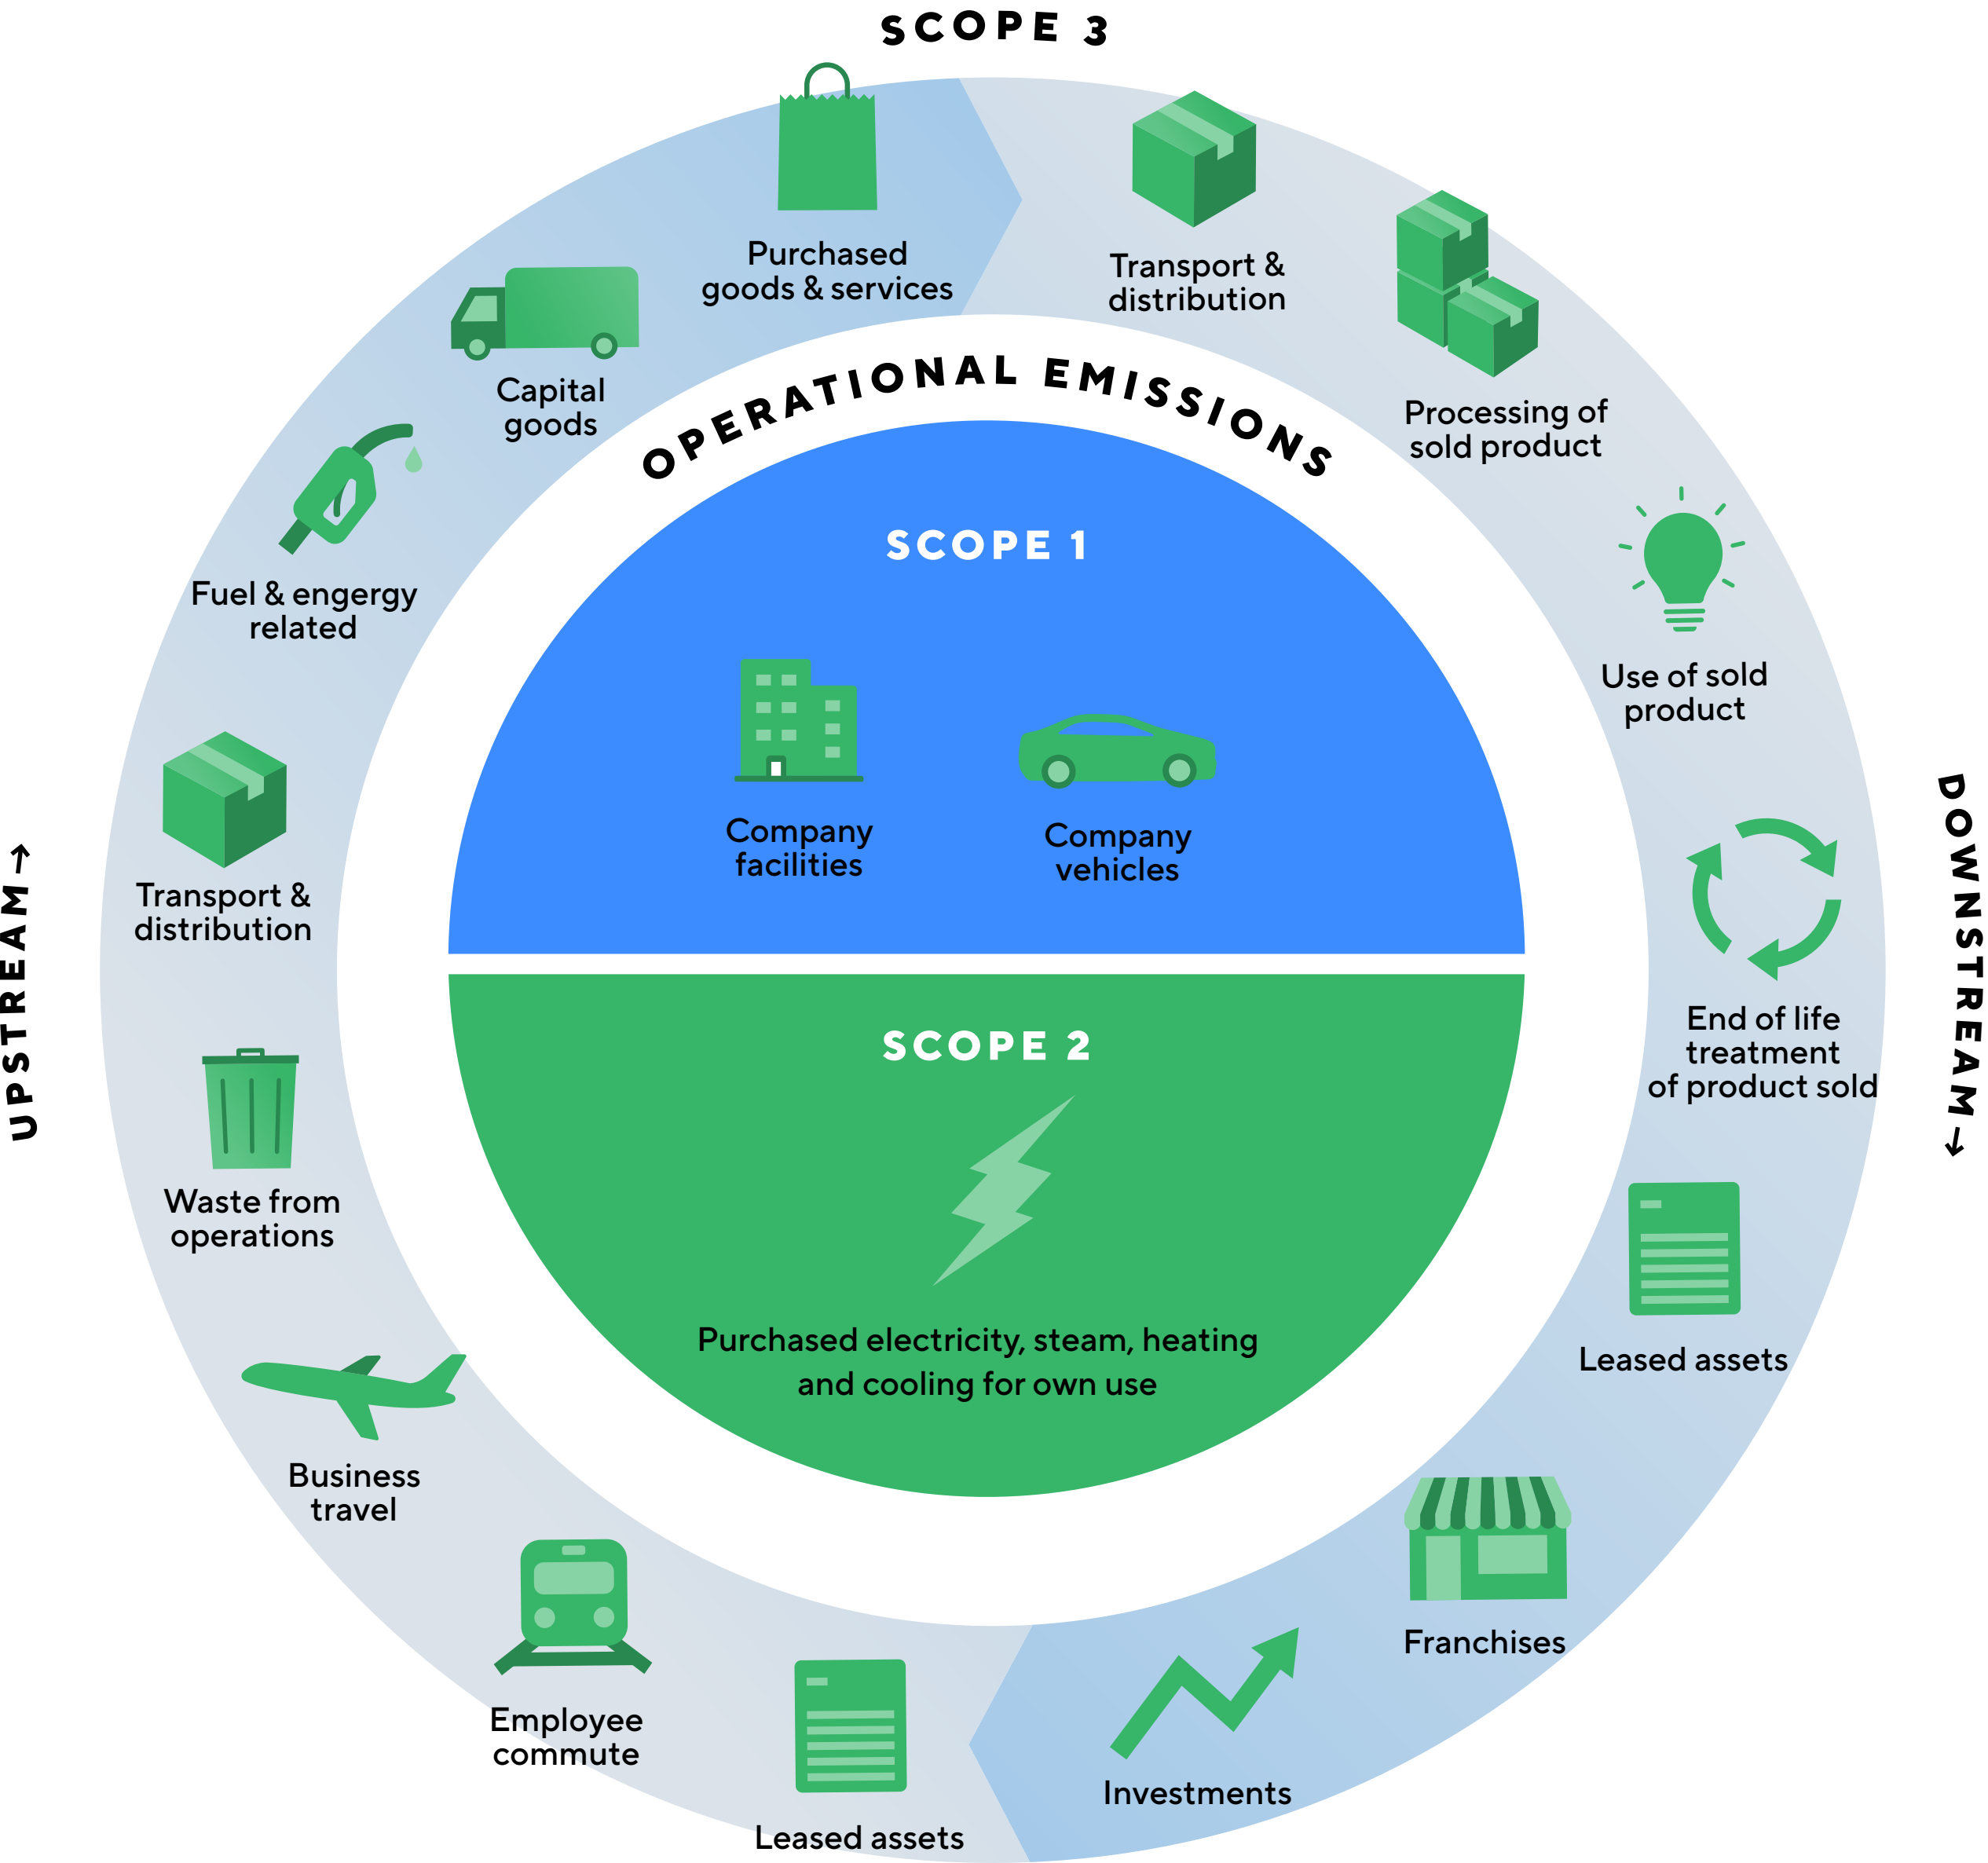 SCOPE 3
Purchased
goods & services
Capital
goods
Fuel & engergy
related
Transport &
distribution
Waste from
operations
Business
travel
Employee
commute
Leased assets
UPSTREAM→
Transport &
distribution
Processing of
sold product
Use of sold
product
End of life
treatment
of product sold
Leased assets
Franchises
Investments
DOWNSTREAM→
OPERATIONAL EMISSIONS
SCOPE 1
Company
facilities
Company
vehicles
SCOPE 2
Purchased electricity, steam, heating
and cooling for own use